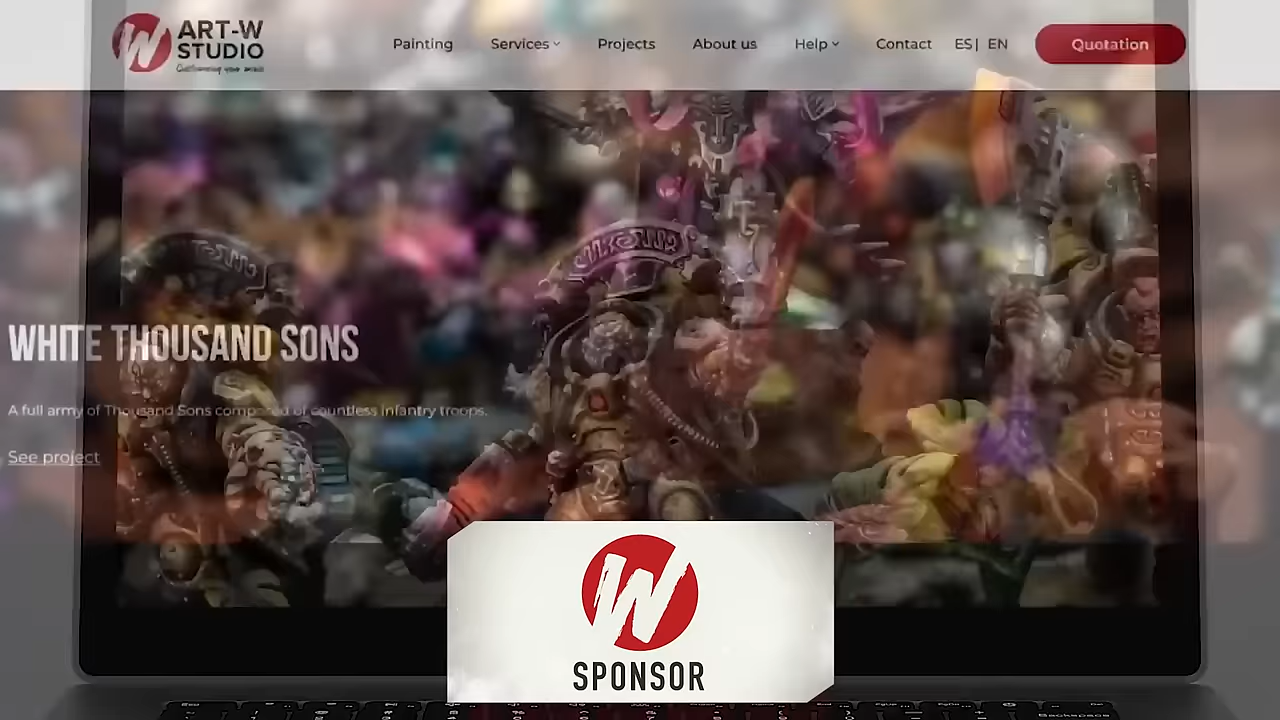 ART-W
STUDIO
Painting Services Projects About us Help Contact ES| EN Quotation
WHITE THOUSAND SONS
A full army of Thousand Sons composed of countless infantry troops.
See project
W
SPONSOR
Backspace